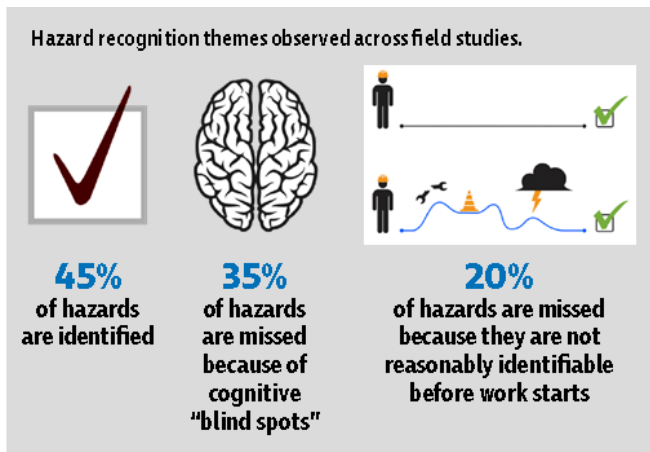 Hazard recognition themes observed across field studies.
45%
of hazards
are identified
35%
of hazards
are missed
because of
cognitive
“blind spots”
20%
of hazards are missed
because they are not
reasonably identifiable
before work starts